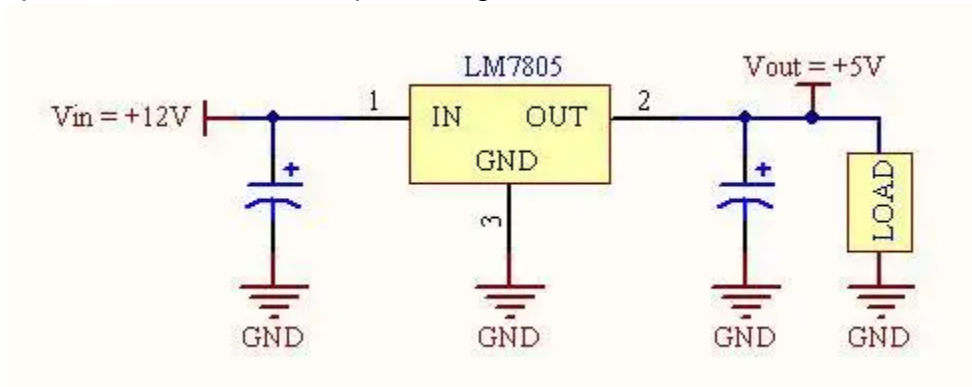 LM7805
Vout = +5V
Vin = +12V
1
IN
OUT
2
GND
+
+
LOAD
3
GND
GND
GND
GND